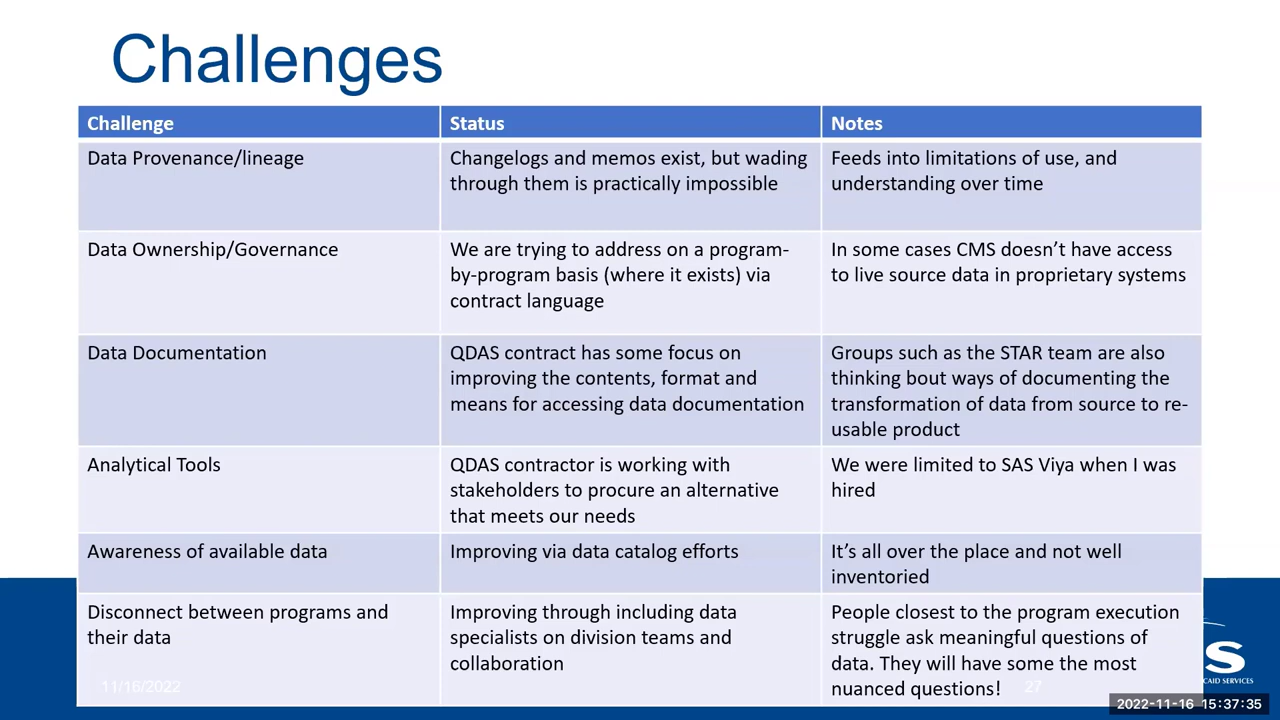 Challenges
Challenge
Status
Notes
Data Provenance/lineage
Changelogs and memos exist, but wading
through them is practically impossible
Feeds into limitations of use, and
understanding over time
Data Ownership/Governance
We are trying to address on a program-
by-program basis (where it exists) via
contract language
In some cases CMS doesn't have access
to live source data in proprietary systems
Data Documentation
QDAS contract has some focus on
improving the contents, format and
means for accessing data documentation
Groups such as the STAR team are also
thinking bout ways of documenting the
transformation of data from source to re-
usable product
Analytical Tools
QDAS contractor is working with
stakeholders to procure an alternative
that meets our needs
We were limited to SAS Viya when I was
hired
Awareness of available data
Improving via data catalog efforts
It's all over the place and not well
inventoried
Disconnect between programs and
their data
Improving through including data
specialists on division teams and
collaboration
People closest to the program execution
struggle ask meaningful questions of
data. They will have some the most
nuanced questions!
S
CAID SERVICES
11/16/2022
27
2022-11-16 15:37:35